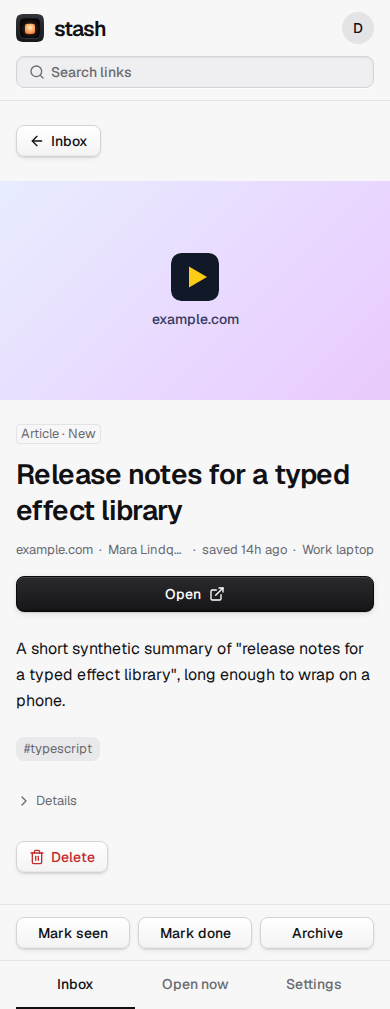 stash
D
Search links
Inbox
example.com
Article · New
Release notes for a typed
effect library
example.com · Mara Lindq... · saved 14h ago · Work laptop
Open
A short synthetic summary of "release notes for
a typed effect library", long enough to wrap on a
phone.
#typescript
Details
Delete
Mark seen Mark done Archive
Inbox Open now Settings